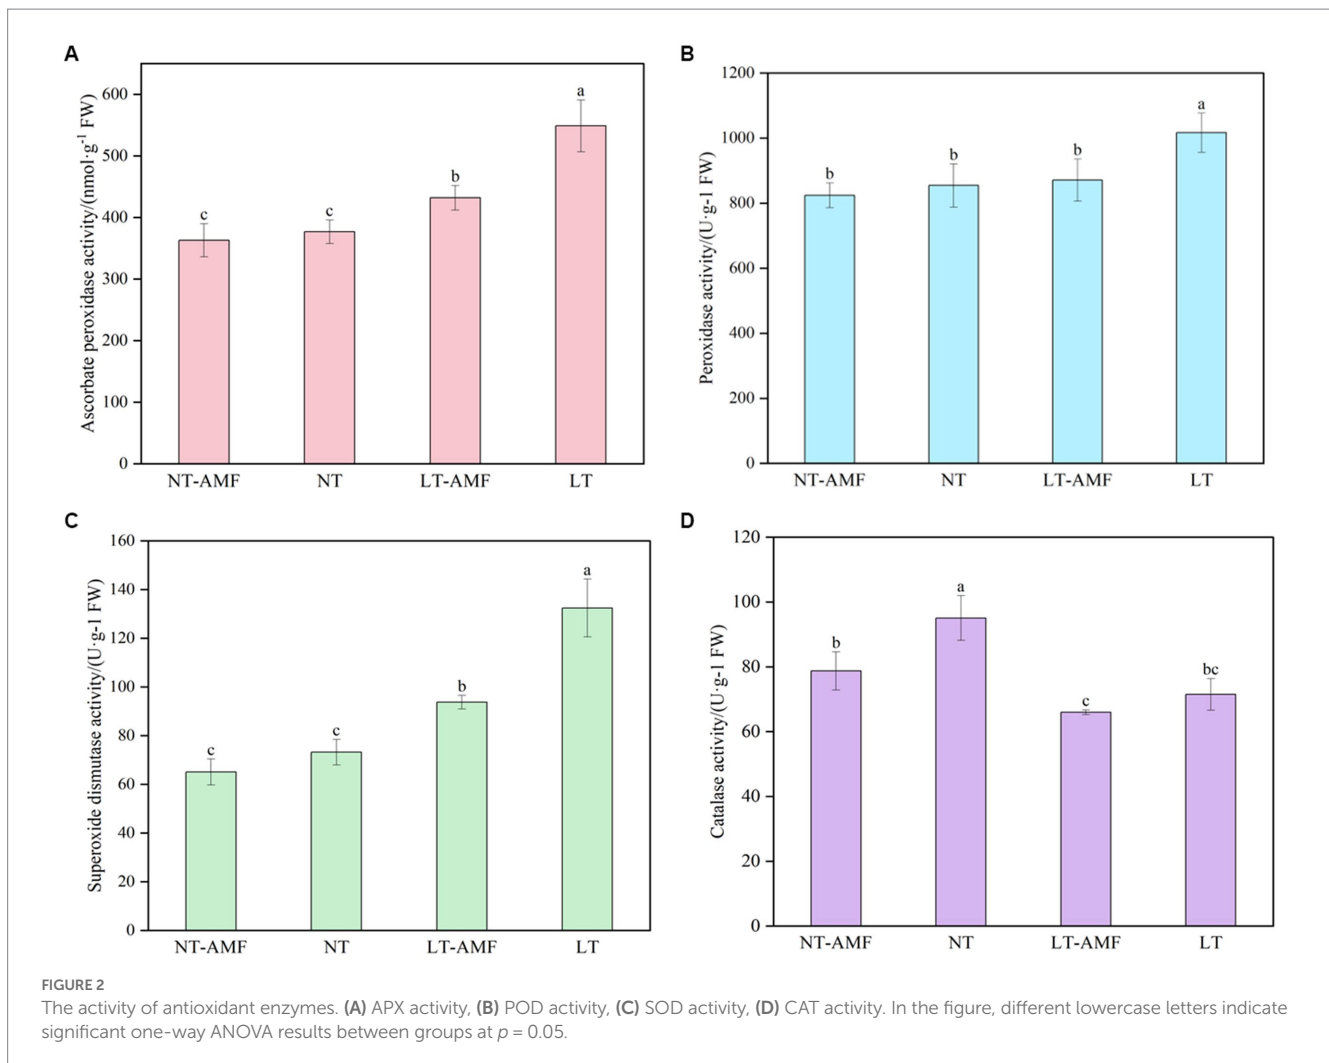 A
Ascorbate peroxidase activity/(nmol·g⁻¹ FW)
600
500
400
300
200
100
0
c
c
b
a
NT-AMF NT LT-AMF LT
B
Peroxidase activity/(U·g-1 FW)
1200
1000
800
600
400
200
0
b
b
b
a
NT-AMF NT LT-AMF LT
C
Superoxide dismutase activity/(U·g-1 FW)
160
140
120
100
80
60
40
20
0
c
c
b
a
NT-AMF NT LT-AMF LT
D
Catalase activity/(U·g-1 FW)
120
100
80
60
40
20
0
b
a
c
bc
NT-AMF NT LT-AMF LT
FIGURE 2
The activity of antioxidant enzymes. (A) APX activity, (B) POD activity, (C) SOD activity, (D) CAT activity. In the figure, different lowercase letters indicate
significant one-way ANOVA results between groups at p = 0.05.